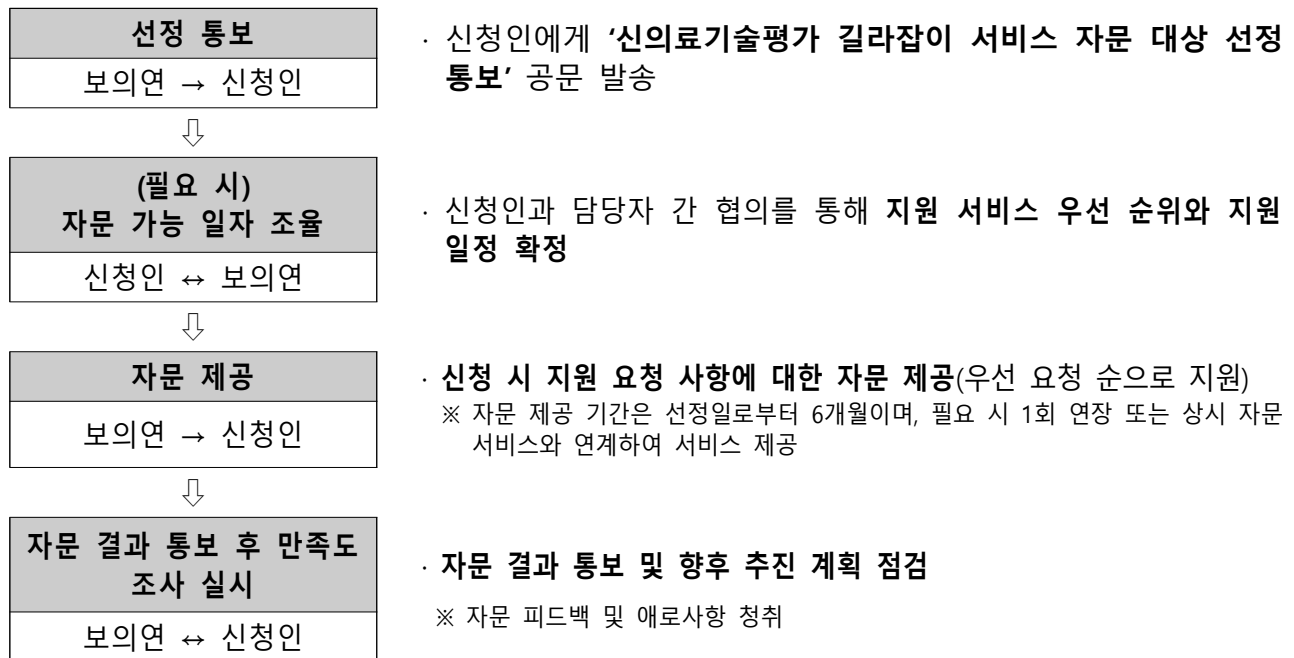 선정 통보
보의연 → 신청인
· 신청인에게 ‘신의료기술평가 길라잡이 서비스 자문 대상 선정
통보’ 공문 발송
⇩
(필요 시)
자문 가능 일자 조율
신청인 ↔ 보의연
· 신청인과 담당자 간 협의를 통해 지원 서비스 우선 순위와 지원
일정 확정
⇩
자문 제공
보의연 → 신청인
· 신청 시 지원 요청 사항에 대한 자문 제공(우선 요청 순으로 지원)
※ 자문 제공 기간은 선정일로부터 6개월이며, 필요 시 1회 연장 또는 상시 자문
서비스와 연계하여 서비스 제공
⇩
자문 결과 통보 후 만족도
조사 실시
보의연 ↔ 신청인
· 자문 결과 통보 및 향후 추진 계획 점검
※ 자문 피드백 및 애로사항 청취